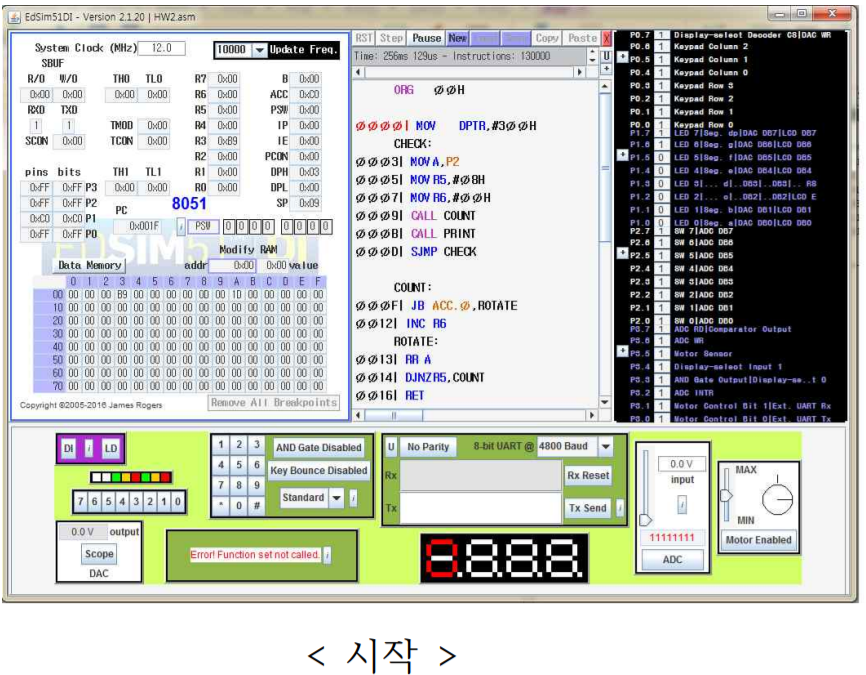 EdSim51DI - Version 2.1.20 | HW2.asm
System Clock (MHz) 12.0 10000 Update Freq.
SBUF
R/O W/O TH0 TL0 R7 0x00 B 0x00
0x00 0x00 0x00 0x00 R6 0x00 ACC 0xC0
RXD TXD R5 0x00 PSW 0x00
1 1 TMOD 0x00 R4 0x00 IP 0x00
SCON 0x00 TCON 0x00 R3 0xB9 IE 0x00
R2 0x00 PCON 0x00
pins bits TH1 TL1 R1 0x00 DPH 0x03
0xFF 0xFF P3 0x00 0x00 R0 0x00 DPL 0x00
0xFF 0xFF P2 PC 8051 SP 0x09
0xC0 0xC0 P1 0x001F i PSW 0 0 0 0 0 0 0 0
0xFF 0xFF P0
Modify RAM
Data Memory addr 0x00 0x00 value
0 1 2 3 4 5 6 7 8 9 A B C D E F
00 00 00 00 B9 00 00 00 00 00 1D 00 00 00 00 00 00
10 00 00 00 00 00 00 00 00 00 00 00 00 00 00 00 00
20 00 00 00 00 00 00 00 00 00 00 00 00 00 00 00 00
30 00 00 00 00 00 00 00 00 00 00 00 00 00 00 00 00
40 00 00 00 00 00 00 00 00 00 00 00 00 00 00 00 00
50 00 00 00 00 00 00 00 00 00 00 00 00 00 00 00 00
60 00 00 00 00 00 00 00 00 00 00 00 00 00 00 00 00
70 00 00 00 00 00 00 00 00 00 00 00 00 00 00 00 00
Copyright ©2005-2016 James Rogers Remove All Breakpoints
RST Step Pause New Copy Paste X
Time: 256ms 129us - Instructions: 130000 U
ORG 00H
0000| MOV DPTR,#300H
CHECK:
0003| MOV A,P2
0005| MOV R5,#08H
0007| MOV R6,#00H
0009| CALL COUNT
000B| CALL PRINT
000D| SJMP CHECK
COUNT:
000F| JB ACC.0,ROTATE
0012| INC R6
ROTATE:
0013| RR A
0014| DJNZ R5,COUNT
0016| RET
P0.7 1 Display-select Decoder CS|DAC WR
P0.6 1 Keypad Column 2
P0.5 1 Keypad Column 1
P0.4 1 Keypad Column 0
P0.3 1 Keypad Row 3
P0.2 1 Keypad Row 2
P0.1 1 Keypad Row 1
P0.0 1 Keypad Row 0
P1.7 1 LED 7|Seg. dp|DAC DB7|LCD DB7
P1.6 1 LED 6|Seg. g|DAC DB6|LCD DB6
P1.5 0 LED 5|Seg. f|DAC DB5|LCD DB5
P1.4 0 LED 4|Seg. e|DAC DB4|LCD DB4
P1.3 0 LED 3|... d|..DB3|..DB3|.. RS
P1.2 0 LED 2|... c|..DB2|..DB2|LCD E
P1.1 0 LED 1|Seg. b|DAC DB1|LCD DB1
P1.0 0 LED 0|Seg. a|DAC DB0|LCD DB0
P2.7 1 SW 7|ADC DB7
P2.6 1 SW 6|ADC DB6
P2.5 1 SW 5|ADC DB5
P2.4 1 SW 4|ADC DB4
P2.3 1 SW 3|ADC DB3
P2.2 1 SW 2|ADC DB2
P2.1 1 SW 1|ADC DB1
P2.0 1 SW 0|ADC DB0
P3.7 1 ADC RD|Comparator Output
P3.6 1 ADC WR
P3.5 1 Motor Sensor
P3.4 1 Display-select Input 1
P3.3 1 AND Gate Output|Display-se..t 0
P3.2 1 ADC INTR
P3.1 1 Motor Control Bit 1|Ext. UART Rx
P3.0 1 Motor Control Bit 0|Ext. UART Tx
DI i LD
7 6 5 4 3 2 1 0
0.0 V output
Scope
DAC
1 2 3 AND Gate Disabled
4 5 6 Key Bounce Disabled
7 8 9 Standard i
* 0 #
Error! Function set not called. i
U No Parity 8-bit UART @ 4800 Baud
Rx Rx Reset
Tx Tx Send i
8.8.8.8.
0.0 V
input
i
11111111
ADC
MAX
MIN
Motor Enabled
< 시작 >